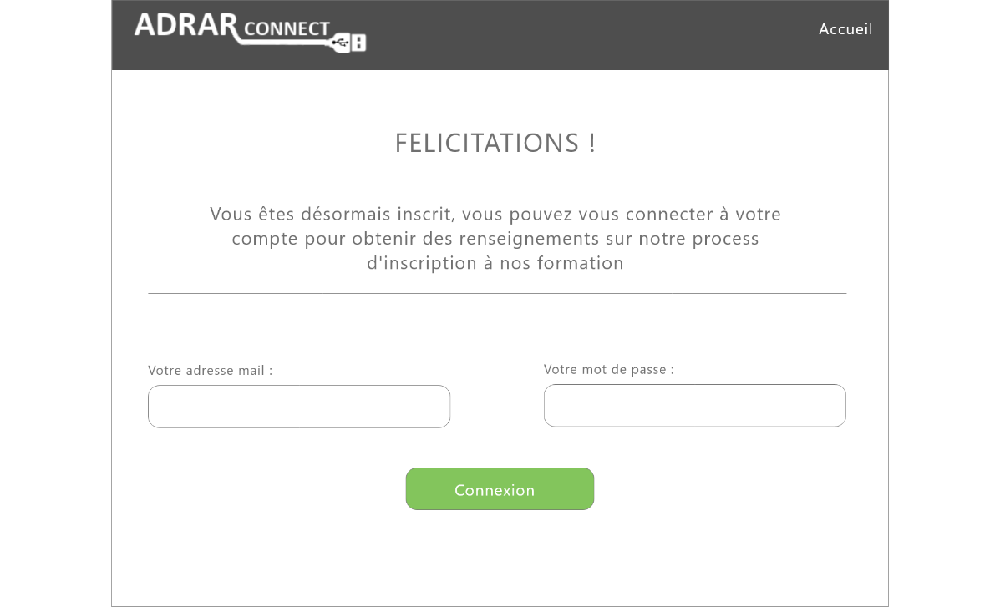 ADRAR CONNECT
Accueil
FELICITATIONS !
Vous êtes désormais inscrit, vous pouvez vous connecter à votre
compte pour obtenir des renseignements sur notre process
d'inscription à nos formation
Votre adresse mail :
Votre mot de passe :
Connexion